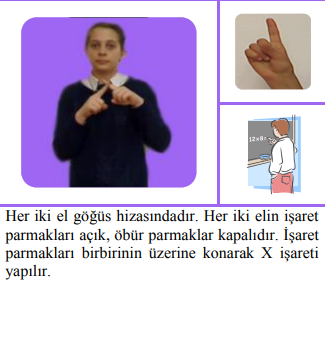 12x8=
Her iki el göğüs hizasındadır. Her iki elin işaret
parmakları açık, öbür parmaklar kapalıdır. İşaret
parmakları birbirinin üzerine konarak X işareti
yapılır.